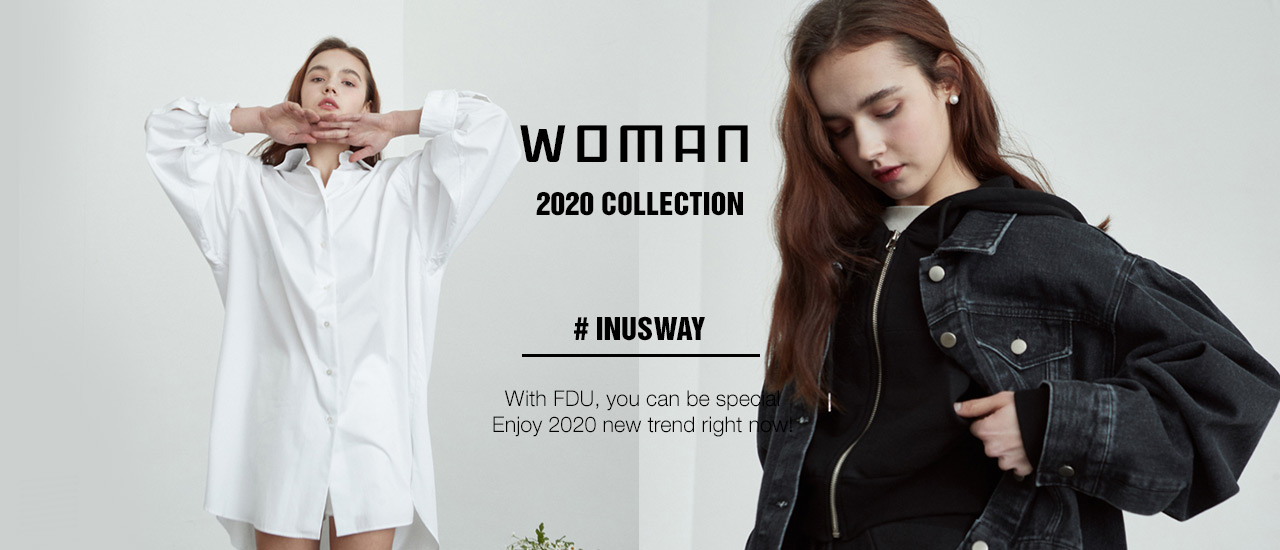 WOMAN
2020 COLLECTION
# INUSWAY
With FDU, you can be special
Enjoy 2020 new trend right now!